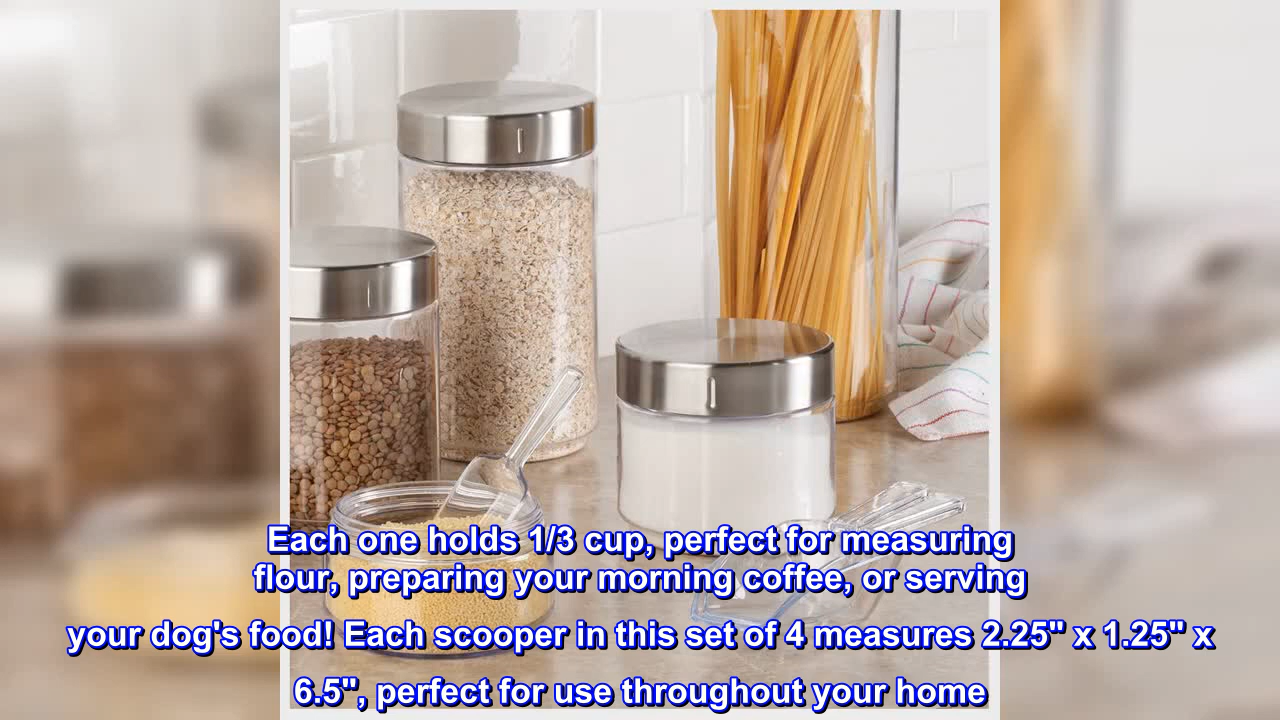 Each one holds 1/3 cup, perfect for measuring
flour, preparing your morning coffee, or serving
your dog's food! Each scooper in this set of 4 measures 2.25" x 1.25" x
6.5", perfect for use throughout your home